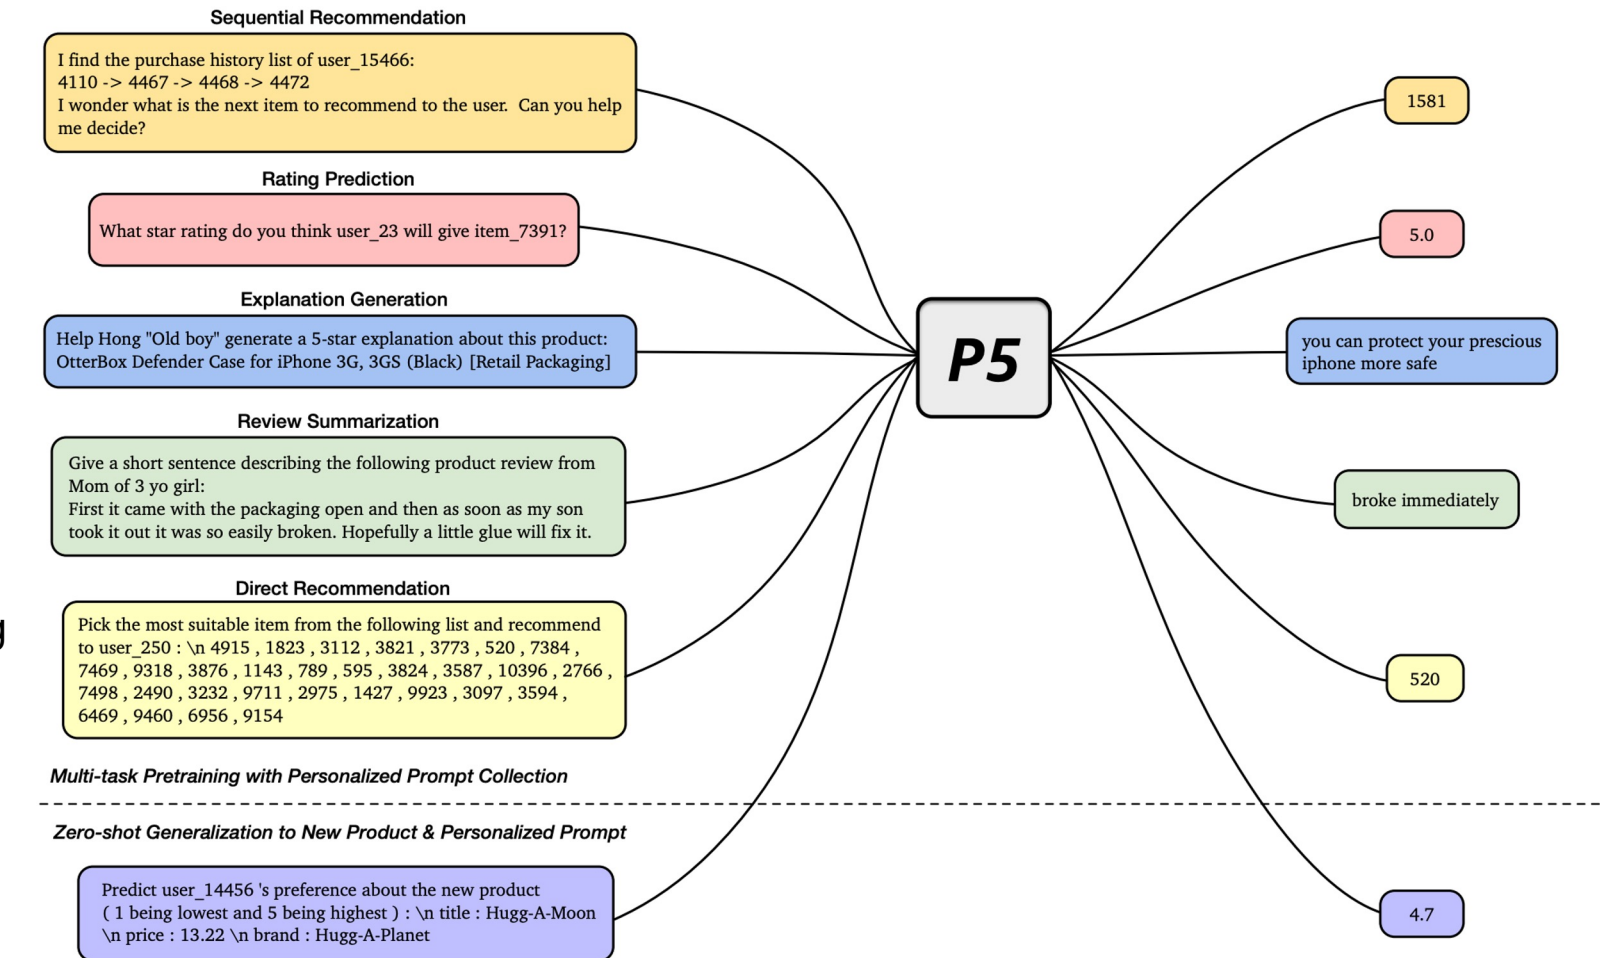 Sequential Recommendation
I find the purchase history list of user_15466:
4110 -> 4467 -> 4468 -> 4472
I wonder what is the next item to recommend to the user. Can you help
me decide?
1581
Rating Prediction
What star rating do you think user_23 will give item_7391?
5.0
Explanation Generation
Help Hong "Old boy" generate a 5-star explanation about this product:
OtterBox Defender Case for iPhone 3G, 3GS (Black) [Retail Packaging]
P5
you can protect your prescious
iphone more safe
Review Summarization
Give a short sentence describing the following product review from
Mom of 3 yo girl:
First it came with the packaging open and then as soon as my son
took it out it was so easily broken. Hopefully a little glue will fix it.
broke immediately
Direct Recommendation
Pick the most suitable item from the following list and recommend
to user_250 : \n 4915 , 1823 , 3112 , 3821 , 3773 , 520 , 7384 ,
7469 , 9318 , 3876 , 1143 , 789 , 595 , 3824 , 3587 , 10396 , 2766 ,
7498 , 2490 , 3232 , 9711 , 2975 , 1427 , 9923 , 3097 , 3594 ,
6469 , 9460 , 6956 , 9154
520
Multi-task Pretraining with Personalized Prompt Collection
Zero-shot Generalization to New Product & Personalized Prompt
Predict user_14456 's preference about the new product
( 1 being lowest and 5 being highest ) : \n title : Hugg-A-Moon
\n price : 13.22 \n brand : Hugg-A-Planet
4.7